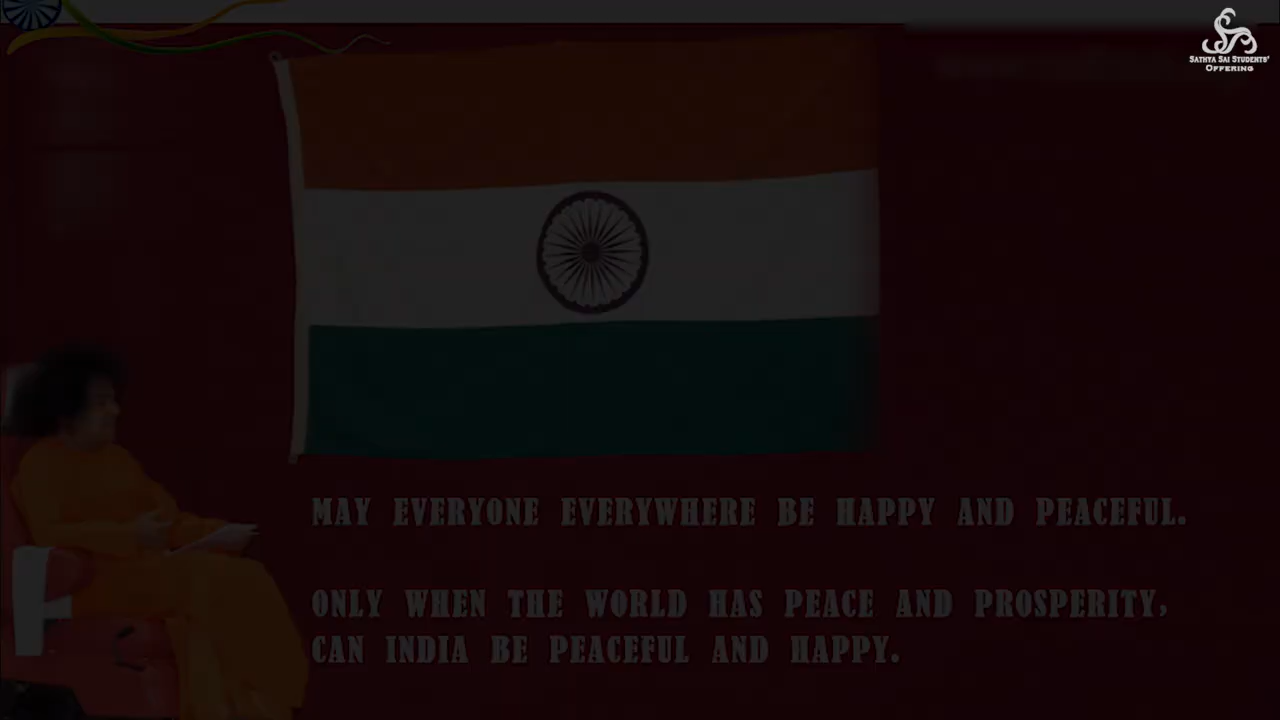 SATHYA SAI STUDENTS'
OFFERING
MAY EVERYONE EVERYWHERE BE HAPPY AND PEACEFUL.
ONLY WHEN THE WORLD HAS PEACE AND PROSPERITY,
CAN INDIA BE PEACEFUL AND HAPPY.